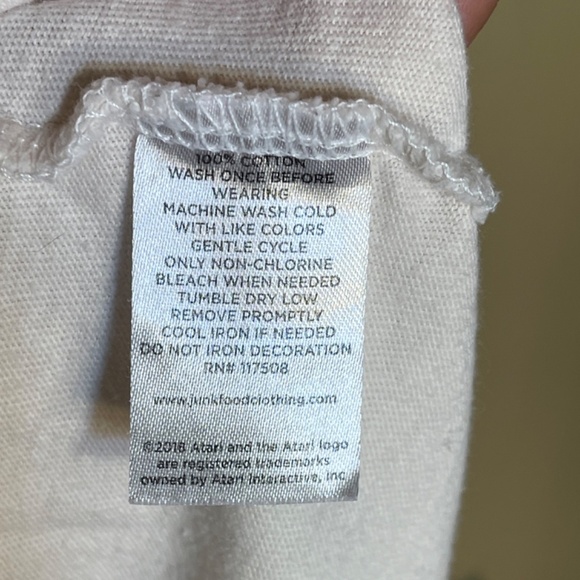 100% COTTON
WASH ONCE BEFORE
WEARING
MACHINE WASH COLD
WITH LIKE COLORS
GENTLE CYCLE
ONLY NON-CHLORINE
BLEACH WHEN NEEDED
TUMBLE DRY LOW
REMOVE PROMPTLY
COOL IRON IF NEEDED
DO NOT IRON DECORATION
RN# 117508
www.junkfoodclothing.com
©2018 Atari and the Atari logo
are registered trademarks
owned by Atari Interactive, Inc.